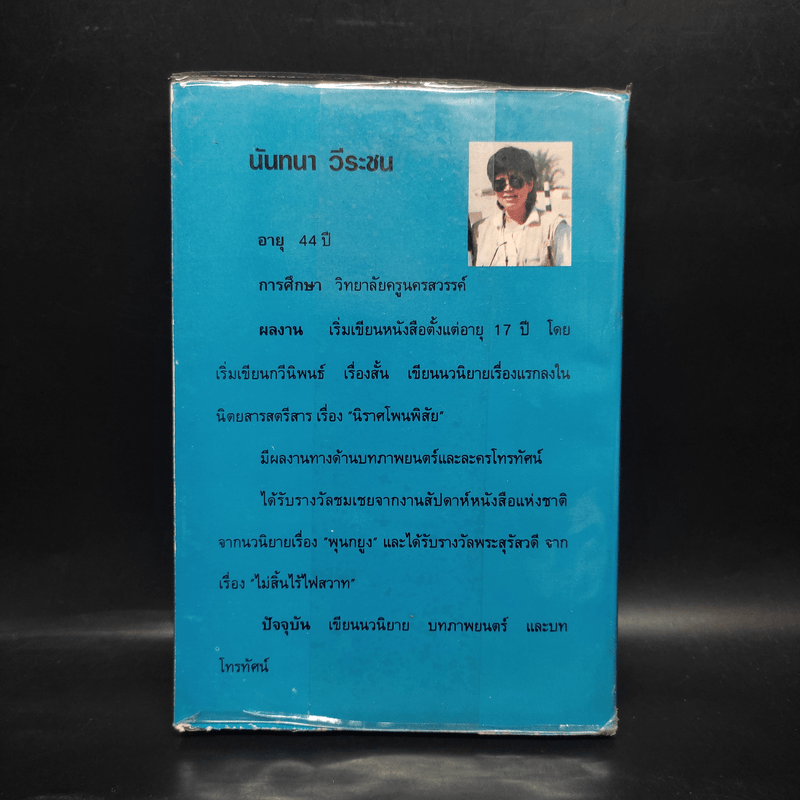 นันทนา วีระชน
อายุ 44 ปี
การศึกษา วิทยาลัยครูนครสวรรค์
ผลงาน เริ่มเขียนหนังสือตั้งแต่อายุ 17 ปี โดย
เริ่มเขียนกวีนิพนธ์ เรื่องสั้น เขียนนวนิยายเรื่องแรกลงใน
นิตยสารสตรีสาร เรื่อง "นิราศโพนพิสัย"
มีผลงานทางด้านบทภาพยนตร์และละครโทรทัศน์
ได้รับรางวัลชมเชยจากงานสัปดาห์หนังสือแห่งชาติ
จากนวนิยายเรื่อง "พุนกยูง" และได้รับรางวัลพระสุรัสวดี จาก
เรื่อง "ไม่สิ้นไร้ไฟสวาท"
ปัจจุบัน เขียนนวนิยาย บทภาพยนตร์ และบท
โทรทัศน์